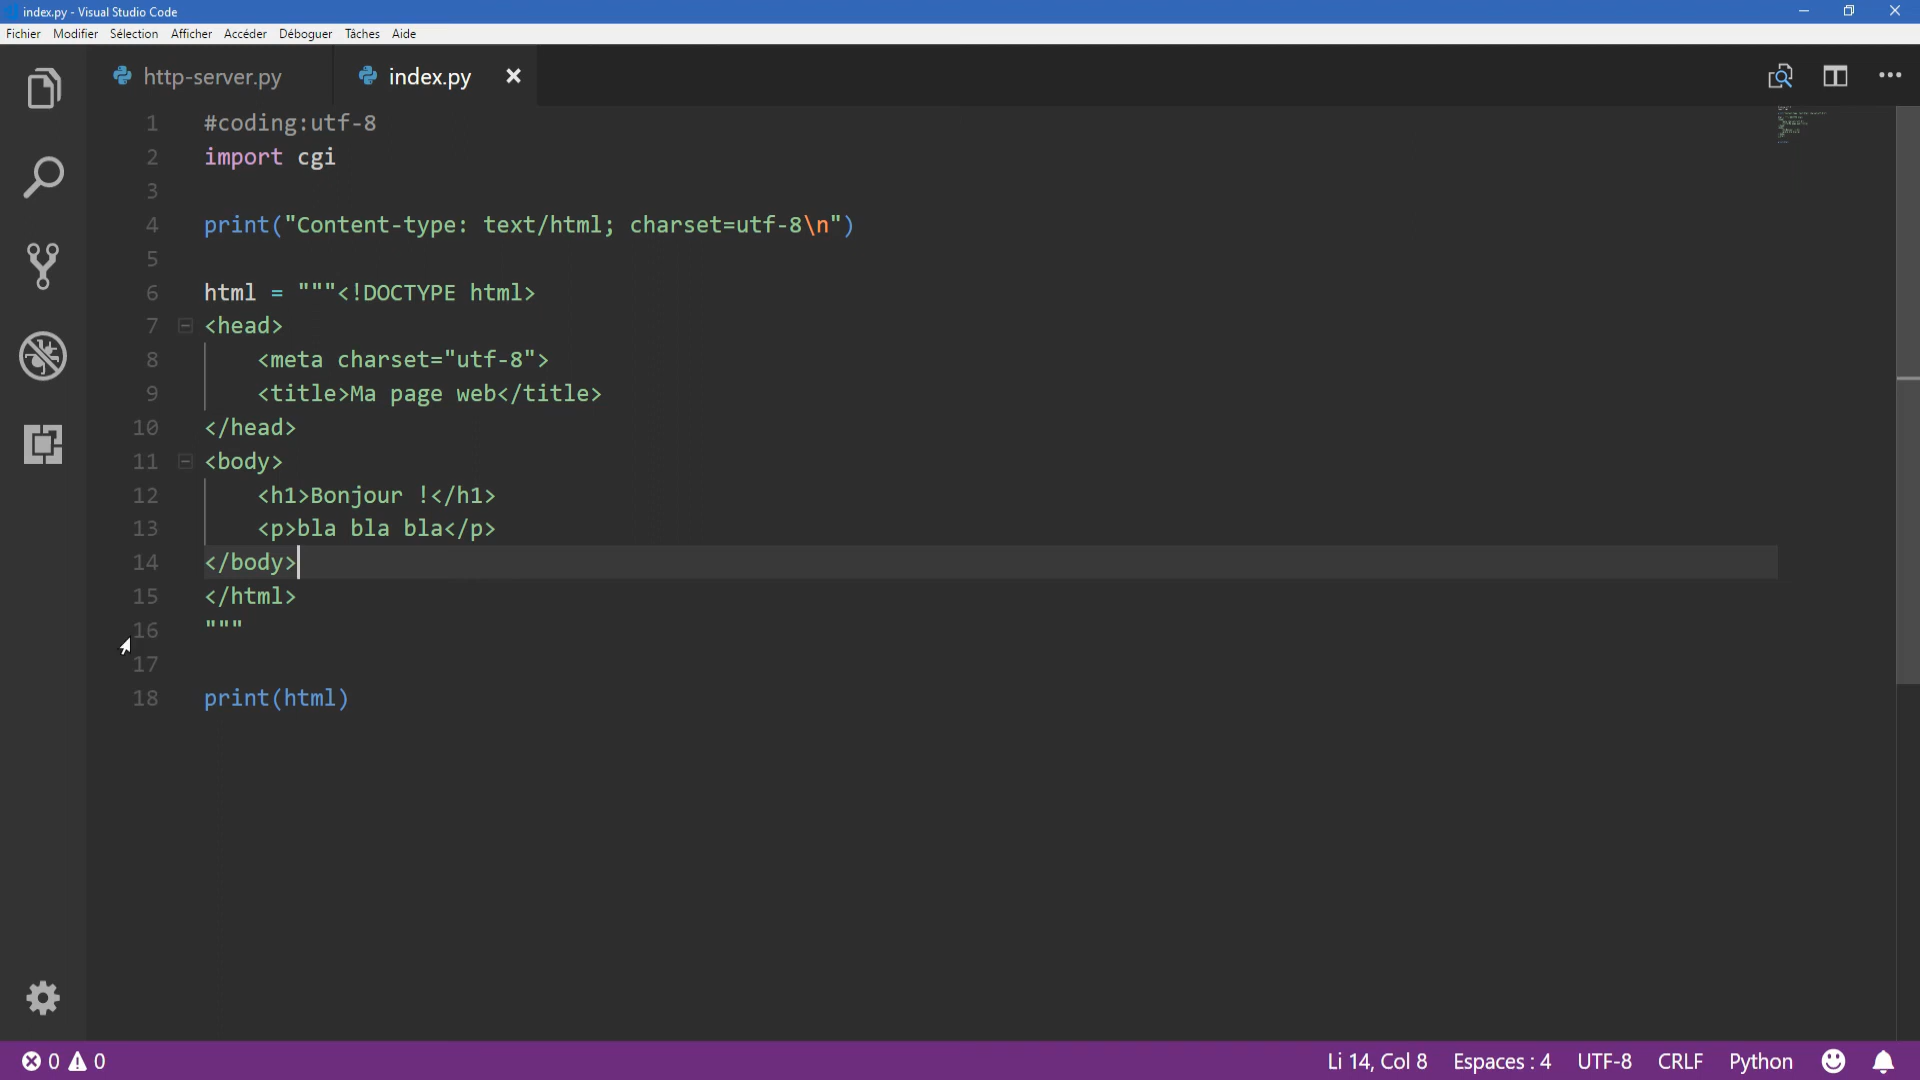 index.py - Visual Studio Code
Fichier Modifier Sélection Afficher Accéder Déboguer Tâches Aide
http-server.py index.py
1 #coding:utf-8
2 import cgi
3
4 print("Content-type: text/html; charset=utf-8\n")
5
6 html = """<!DOCTYPE html>
7 <head>
8     <meta charset="utf-8">
9     <title>Ma page web</title>
10 </head>
11 <body>
12     <h1>Bonjour !</h1>
13     <p>bla bla bla</p>
14 </body>
15 </html>
16 """
17
18 print(html)
0 0 Li 14, Col 8 Espaces : 4 UTF-8 CRLF Python